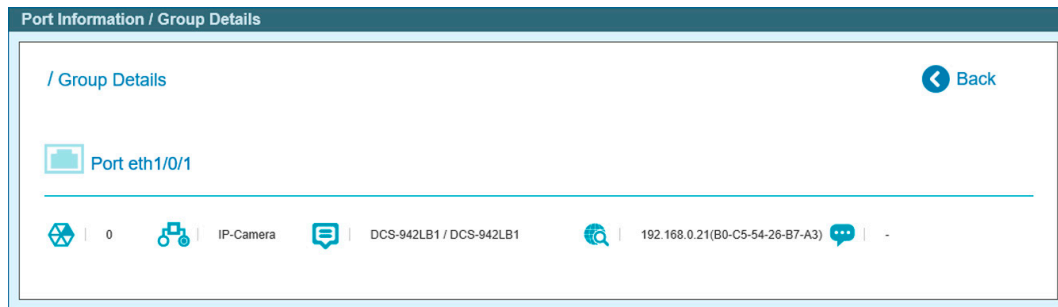 Port Information / Group Details
/ Group Details
Back
Port eth1/0/1
0 IP-Camera DCS-942LB1 / DCS-942LB1 192.168.0.21(B0-C5-54-26-B7-A3) -